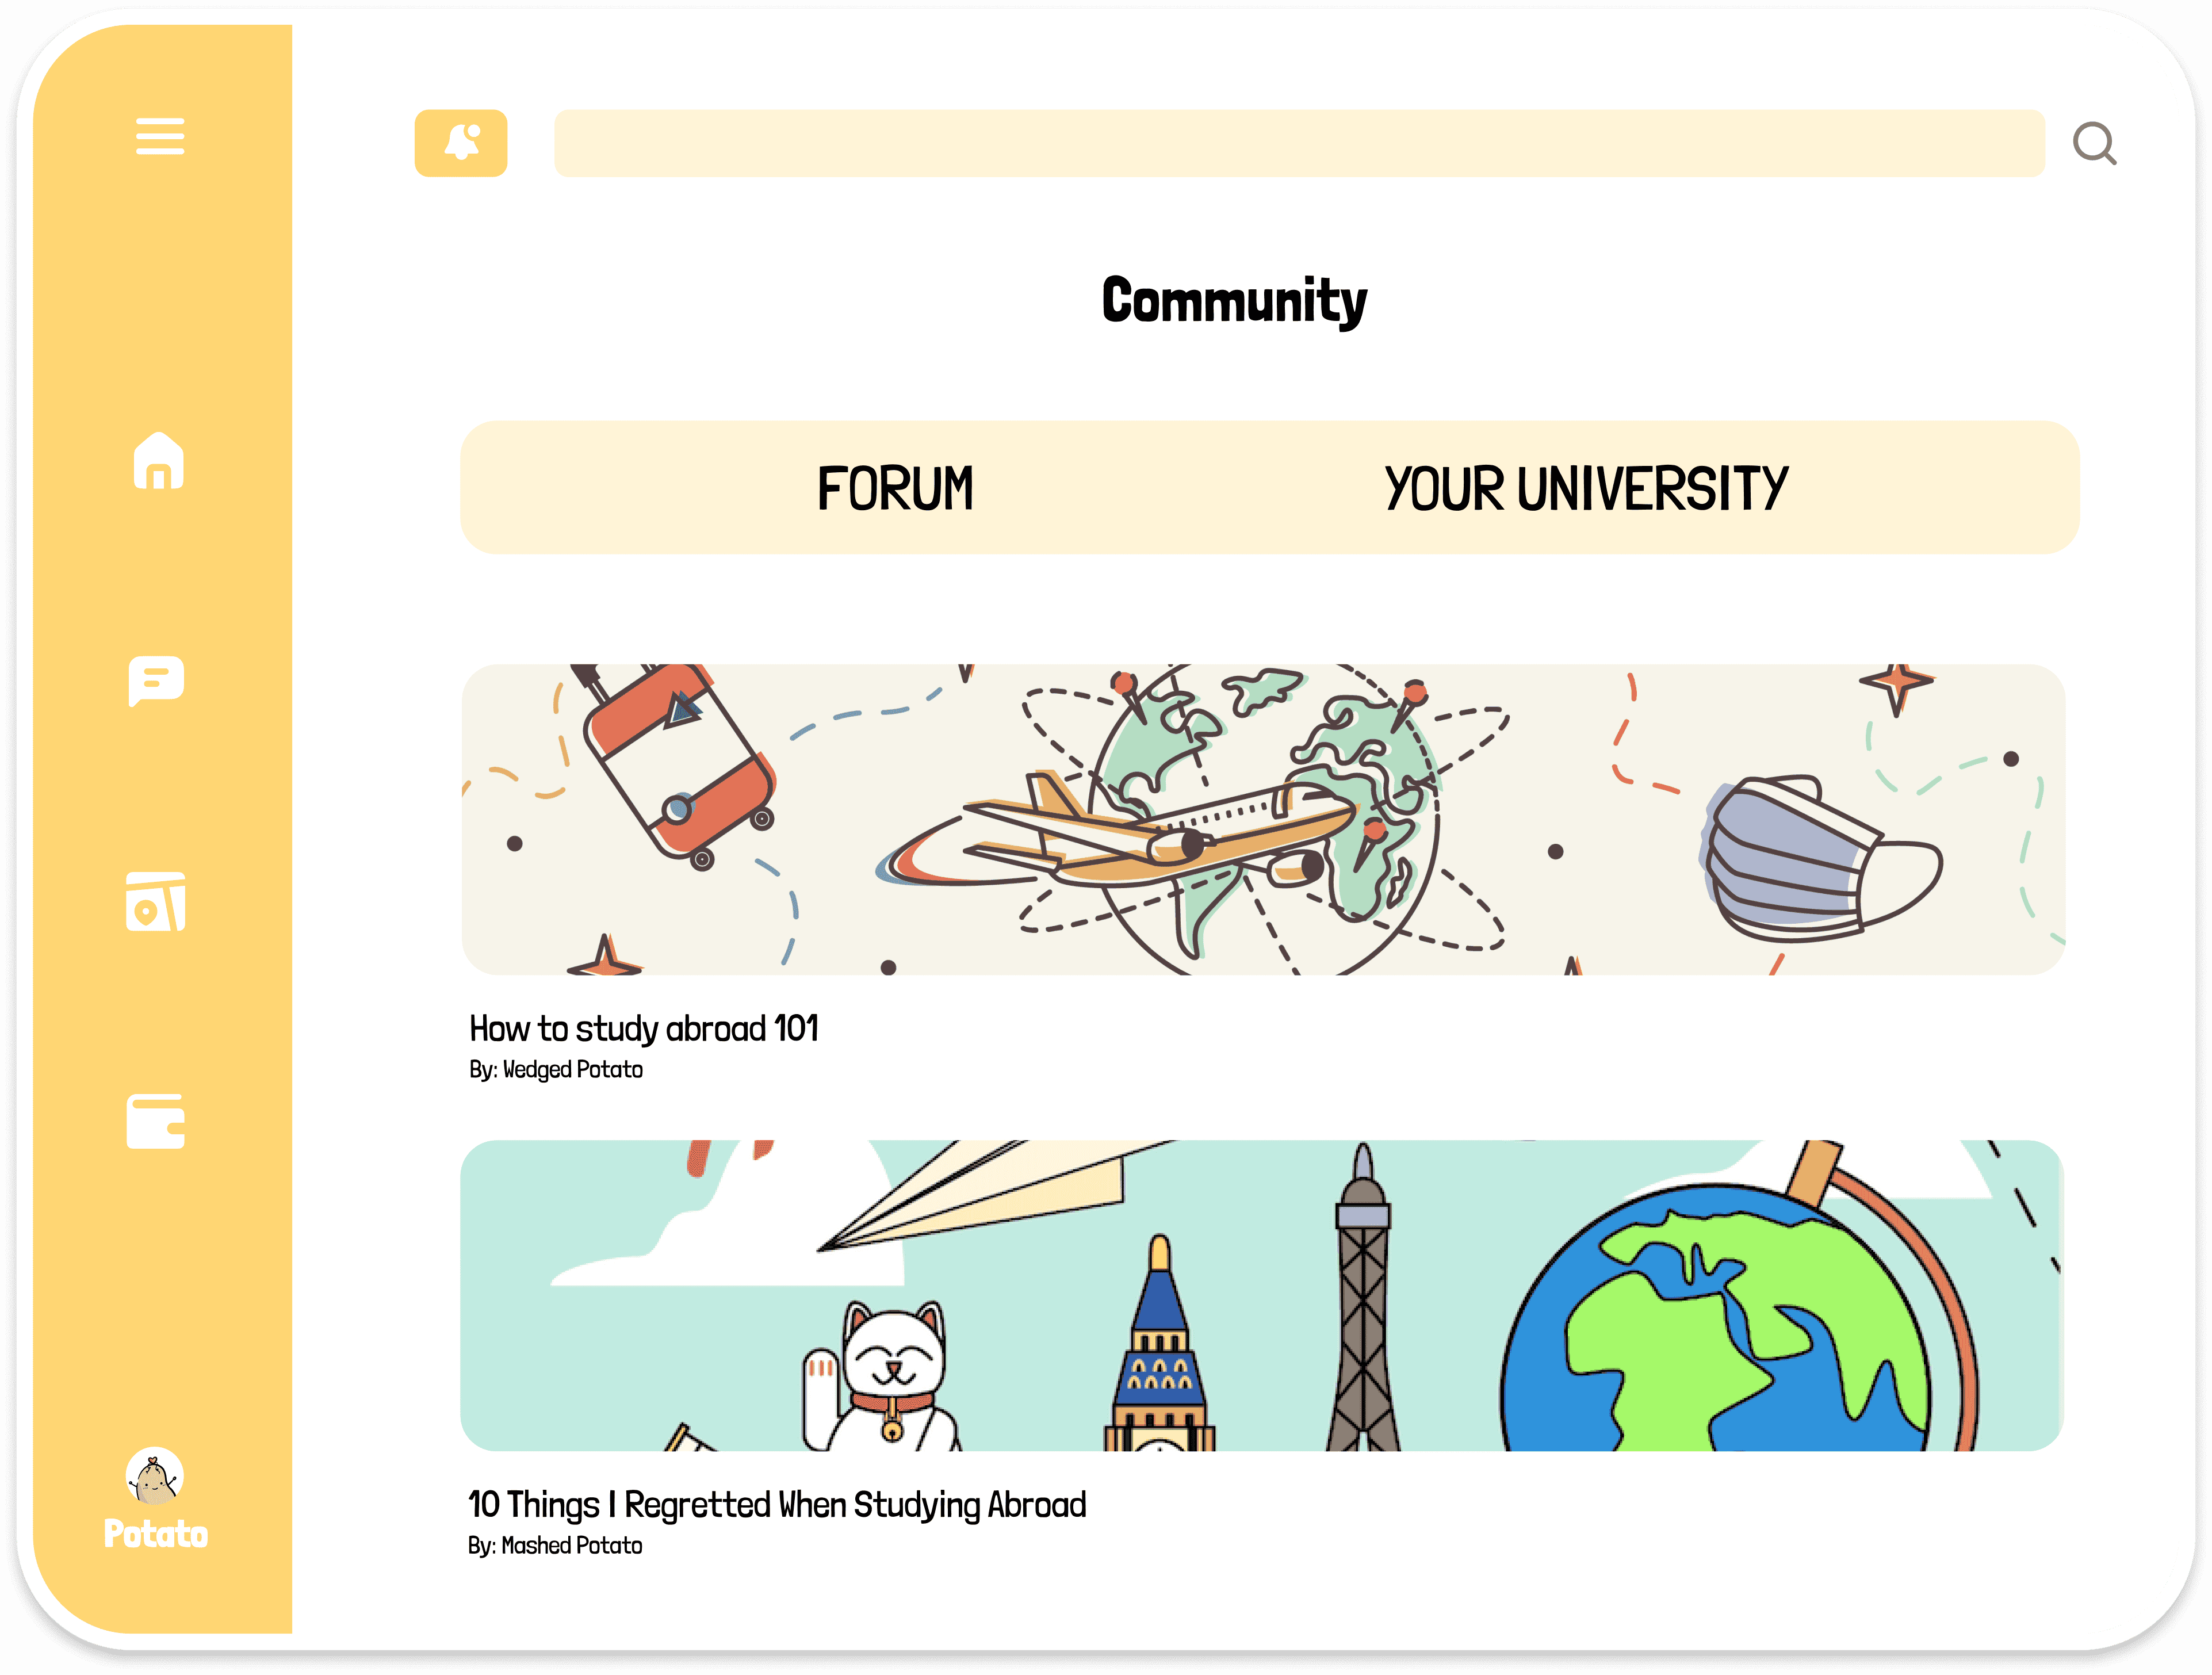 Community
FORUM
YOUR UNIVERSITY
How to study abroad 101
By: Wedged Potato
10 Things I Regretted When Studying Abroad
By: Mashed Potato
Potato